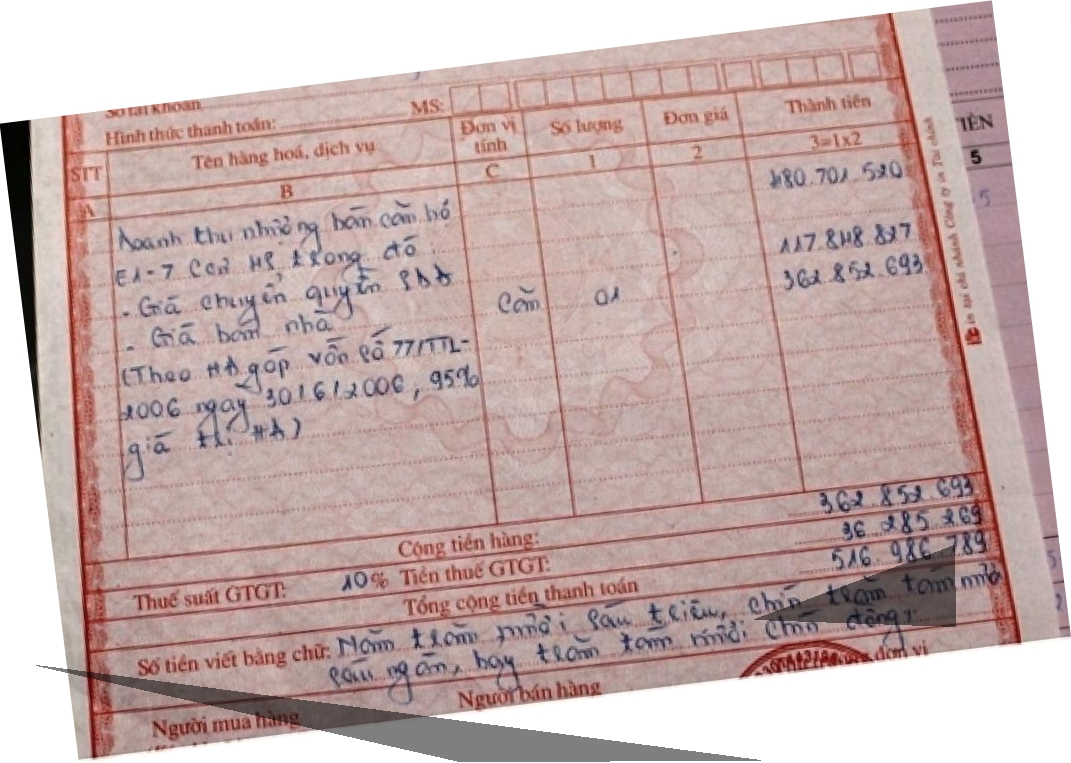 Số tài khoản
Hình thức thanh toán: MS:
STT Tên hàng hoá, dịch vụ Đơn vị tính Số lượng Đơn giá Thành tiền
A B C 1 2 3=1x2
Doanh thu nhượng bán căn hộ 480.701.520
E1-7 CC2 M8 trong đó:
- Giá chuyển quyền SDĐ 117.848.827
- Giá bán nhà Căn 01 362.852.693
(Theo HĐ góp vốn số 77/TTL-
2006 ngày 30/6/2006, 95%
giá trị HĐ)
Cộng tiền hàng: 362.852.693
Thuế suất GTGT: 10% Tiền thuế GTGT: 36.285.269
Tổng cộng tiền thanh toán 516.986.789
Số tiền viết bằng chữ: Năm trăm mười sáu triệu, chín trăm tám mươi
sáu ngàn, bảy trăm tám mươi chín đồng
Người mua hàng Người bán hàng đơn vị
in tại chi nhánh Công ty in Tài chính
IÊN
5